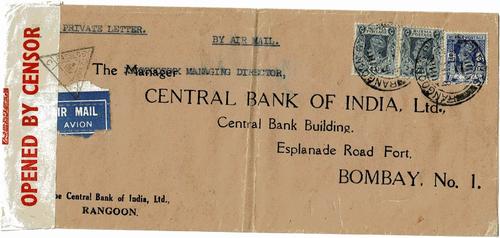 PRIVATE LETTER.
BY AIR MAIL.
The Manager MANAGING DIRECTOR,
CENTRAL BANK OF INDIA, Ltd.,
Central Bank Building,
Esplanade Road Fort,
BOMBAY, No. 1.
OPENED BY CENSOR
AIR MAIL
AVION
The Central Bank of India, Ltd.,
RANGOON.